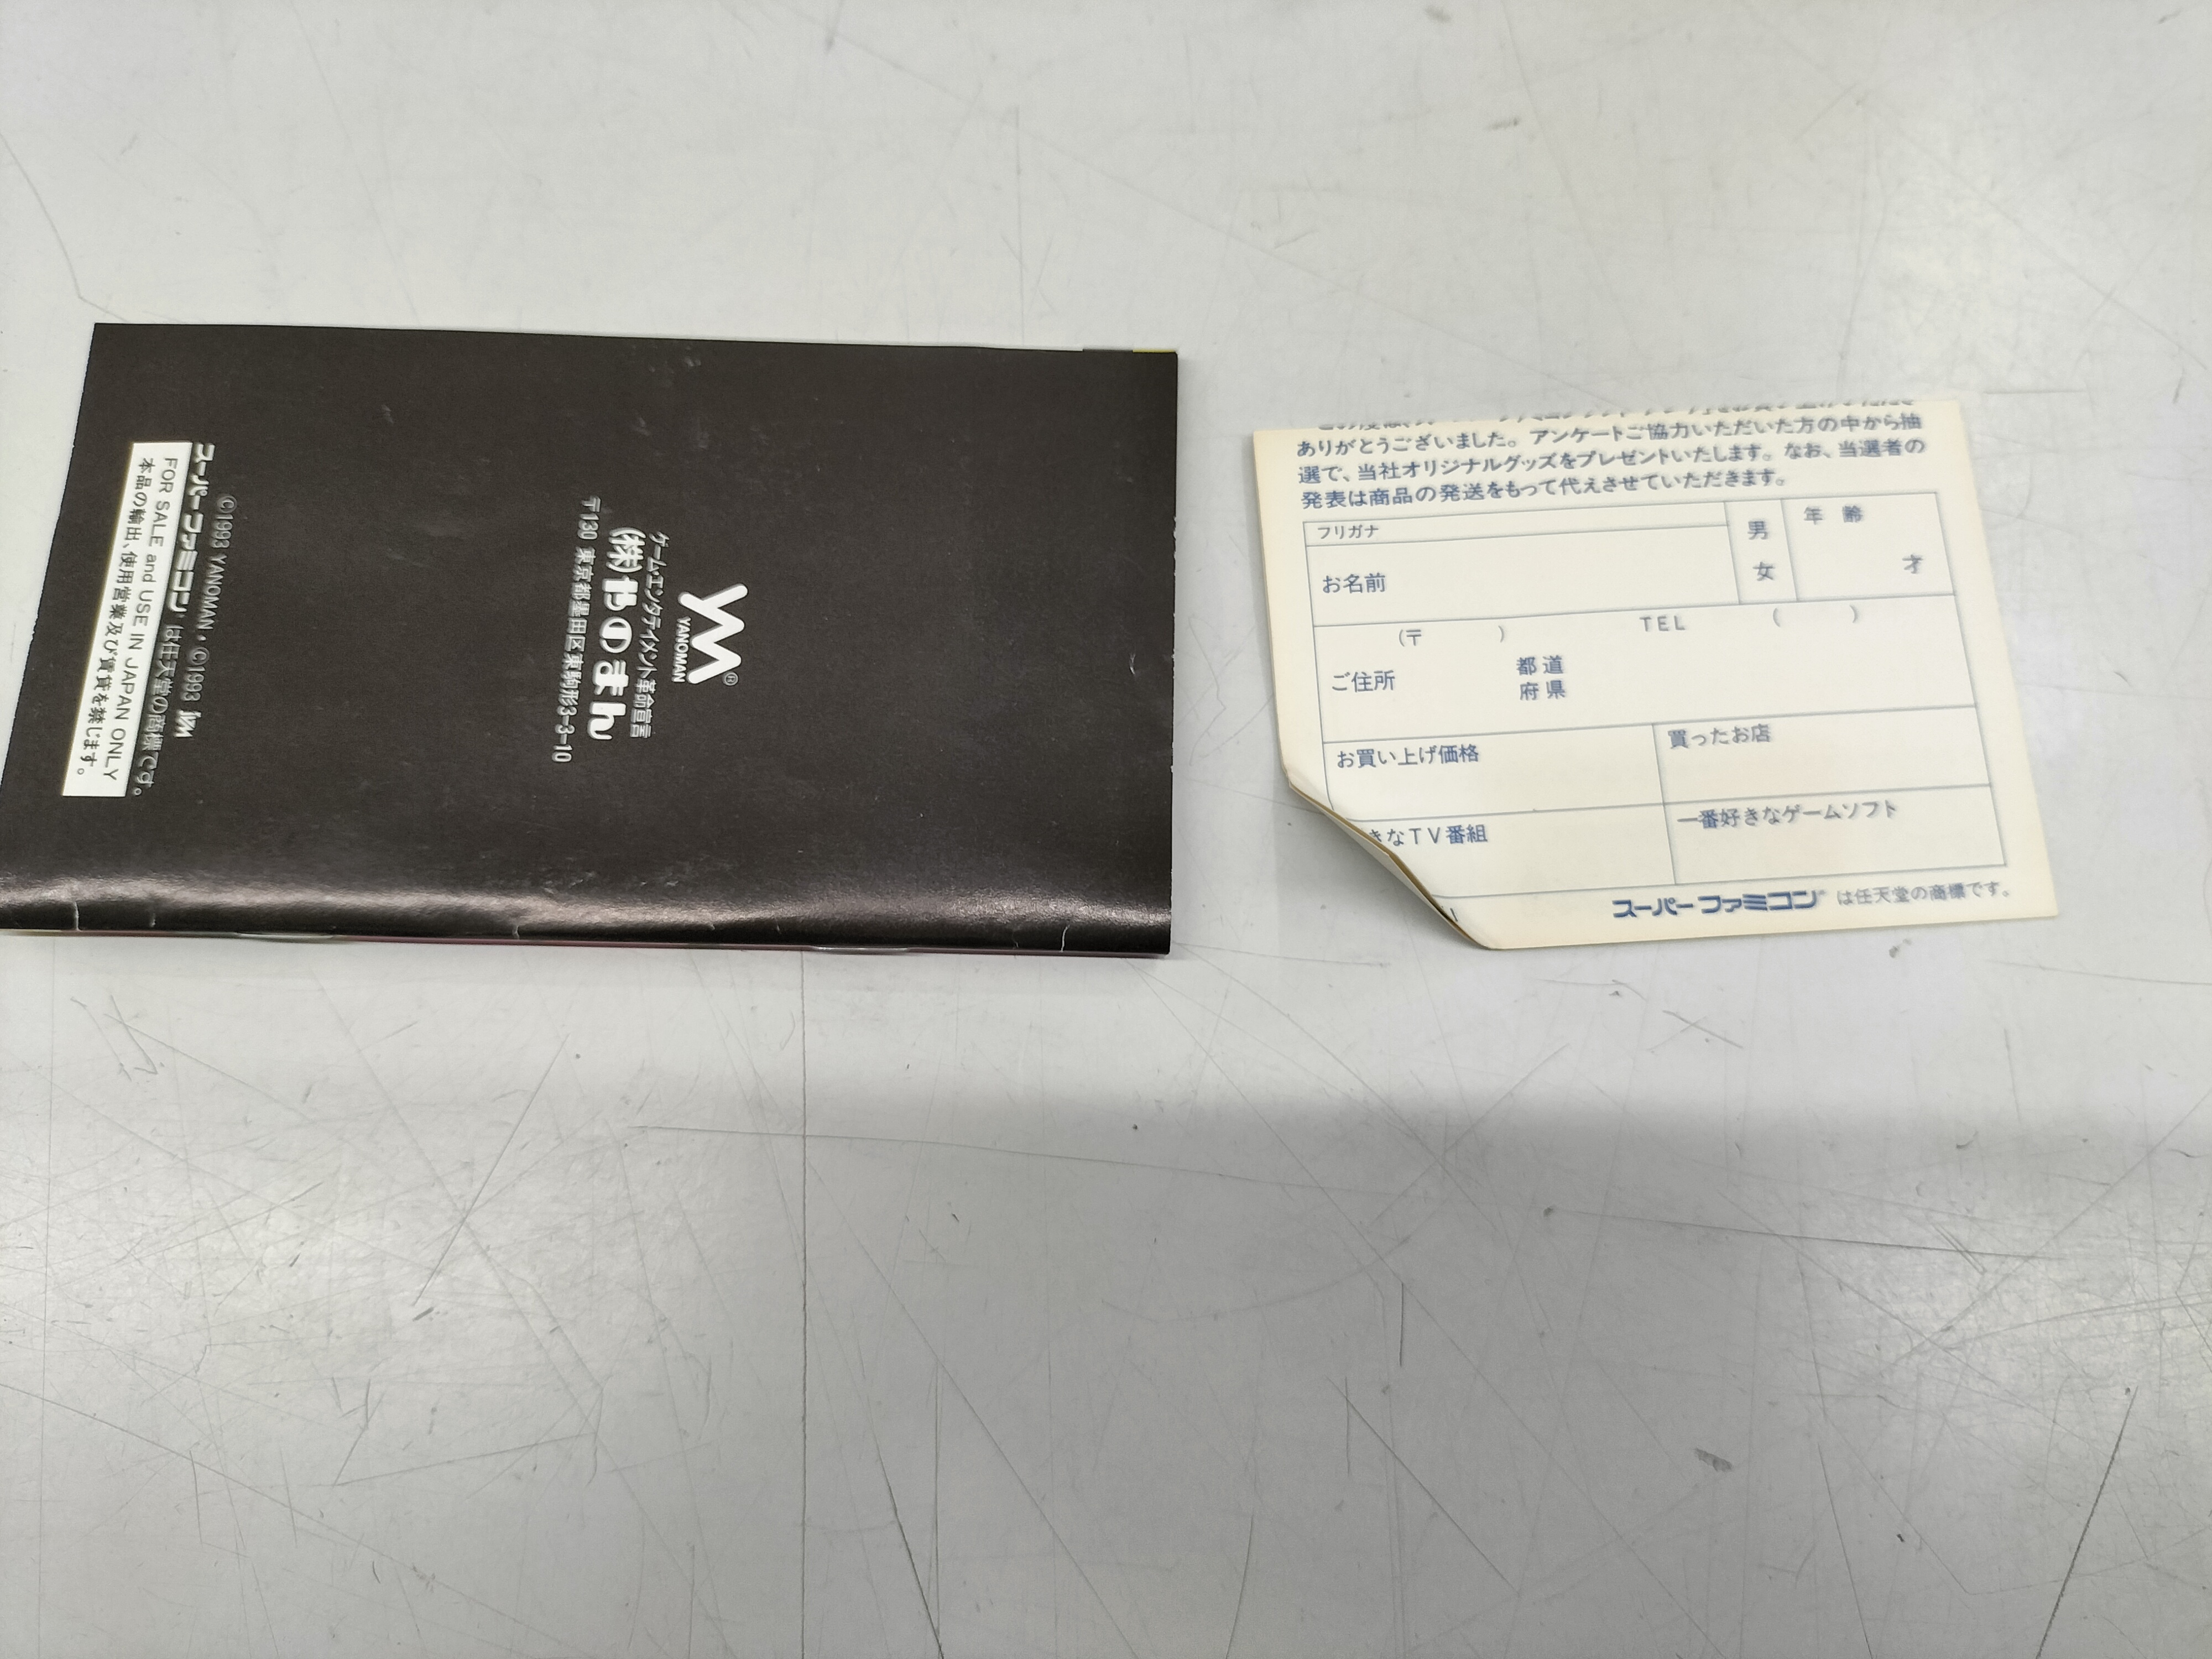 YANOMAN®
ゲーム・エンタテイメント革命宣言
(株)やのまん
〒130 東京都墨田区東駒形3-3-10
©1993 YANOMAN・©1993
スーパーファミコン は任天堂の商標です。
FOR SALE and USE IN JAPAN ONLY
本品の輸出、使用営業及び賃貸を禁じます。
ありがとうございました。アンケートご協力いただいた方の中から抽
選で、当社オリジナルグッズをプレゼントいたします。なお、当選者の
発表は商品の発送をもって代えさせていただきます。
フリガナ
お名前
男
女
年 齢
才
(〒 ) TEL ( )
ご住所
都 道
府 県
お買い上げ価格
買ったお店
きなTV番組
一番好きなゲームソフト
スーパーファミコン は任天堂の商標です。